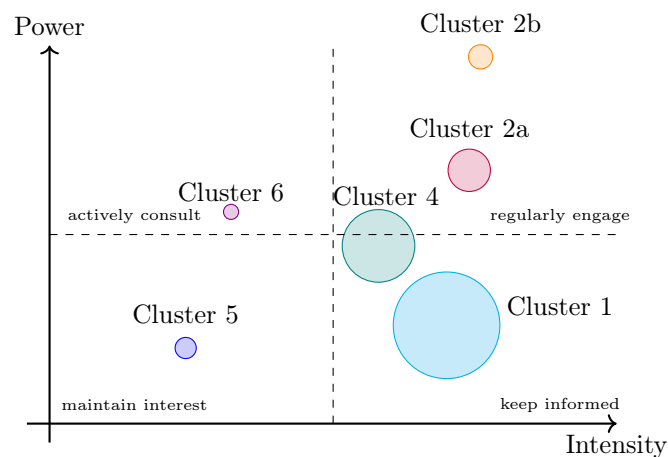 Power
Cluster 2b
Cluster 2a
Cluster 6
Cluster 4
actively consult
regularly engage
Cluster 5
Cluster 1
maintain interest
keep informed
Intensity